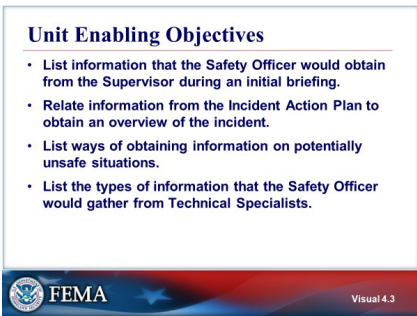 Unit Enabling Objectives
• List information that the Safety Officer would obtain
from the Supervisor during an initial briefing.
• Relate information from the Incident Action Plan to
obtain an overview of the incident.
• List ways of obtaining information on potentially
unsafe situations.
• List the types of information that the Safety Officer
would gather from Technical Specialists.
FEMA
Visual 4.3